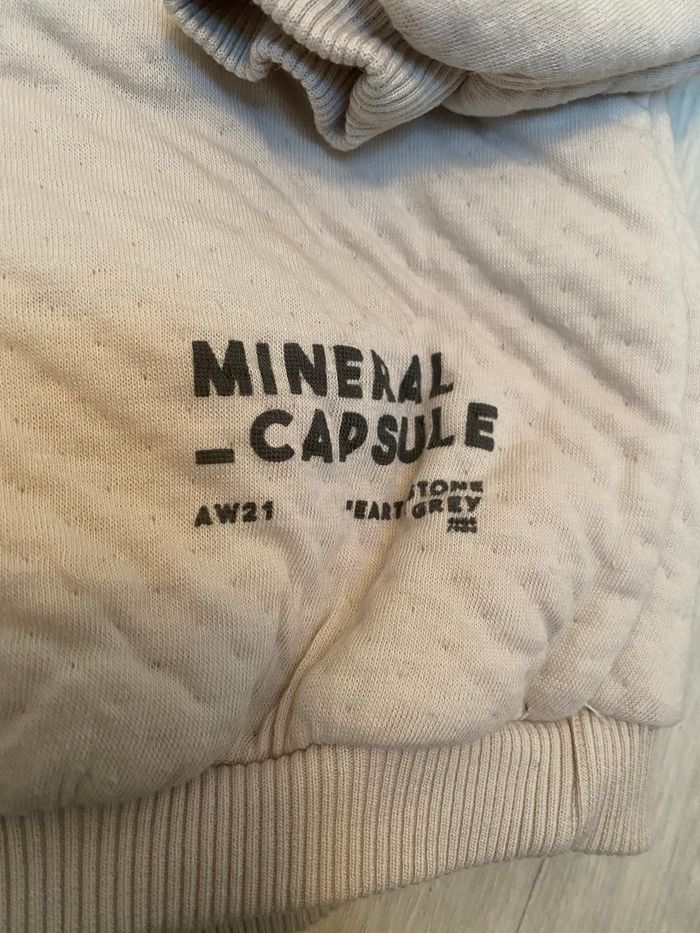 MINERAL
_CAPSULE
STONE
AW21 'EART GREY